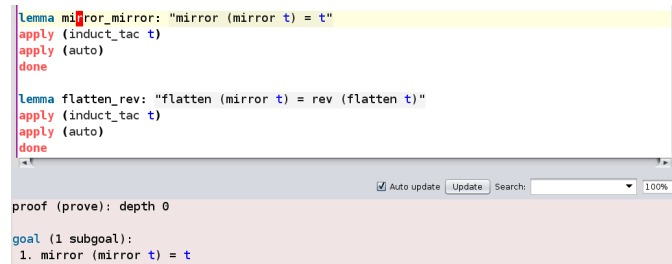 lemma mirror_mirror: "mirror (mirror t) = t"
apply (induct_tac t)
apply (auto)
done
lemma flatten_rev: "flatten (mirror t) = rev (flatten t)"
apply (induct_tac t)
apply (auto)
done
Auto update Update Search: 100%
proof (prove): depth 0
goal (1 subgoal):
1. mirror (mirror t) = t